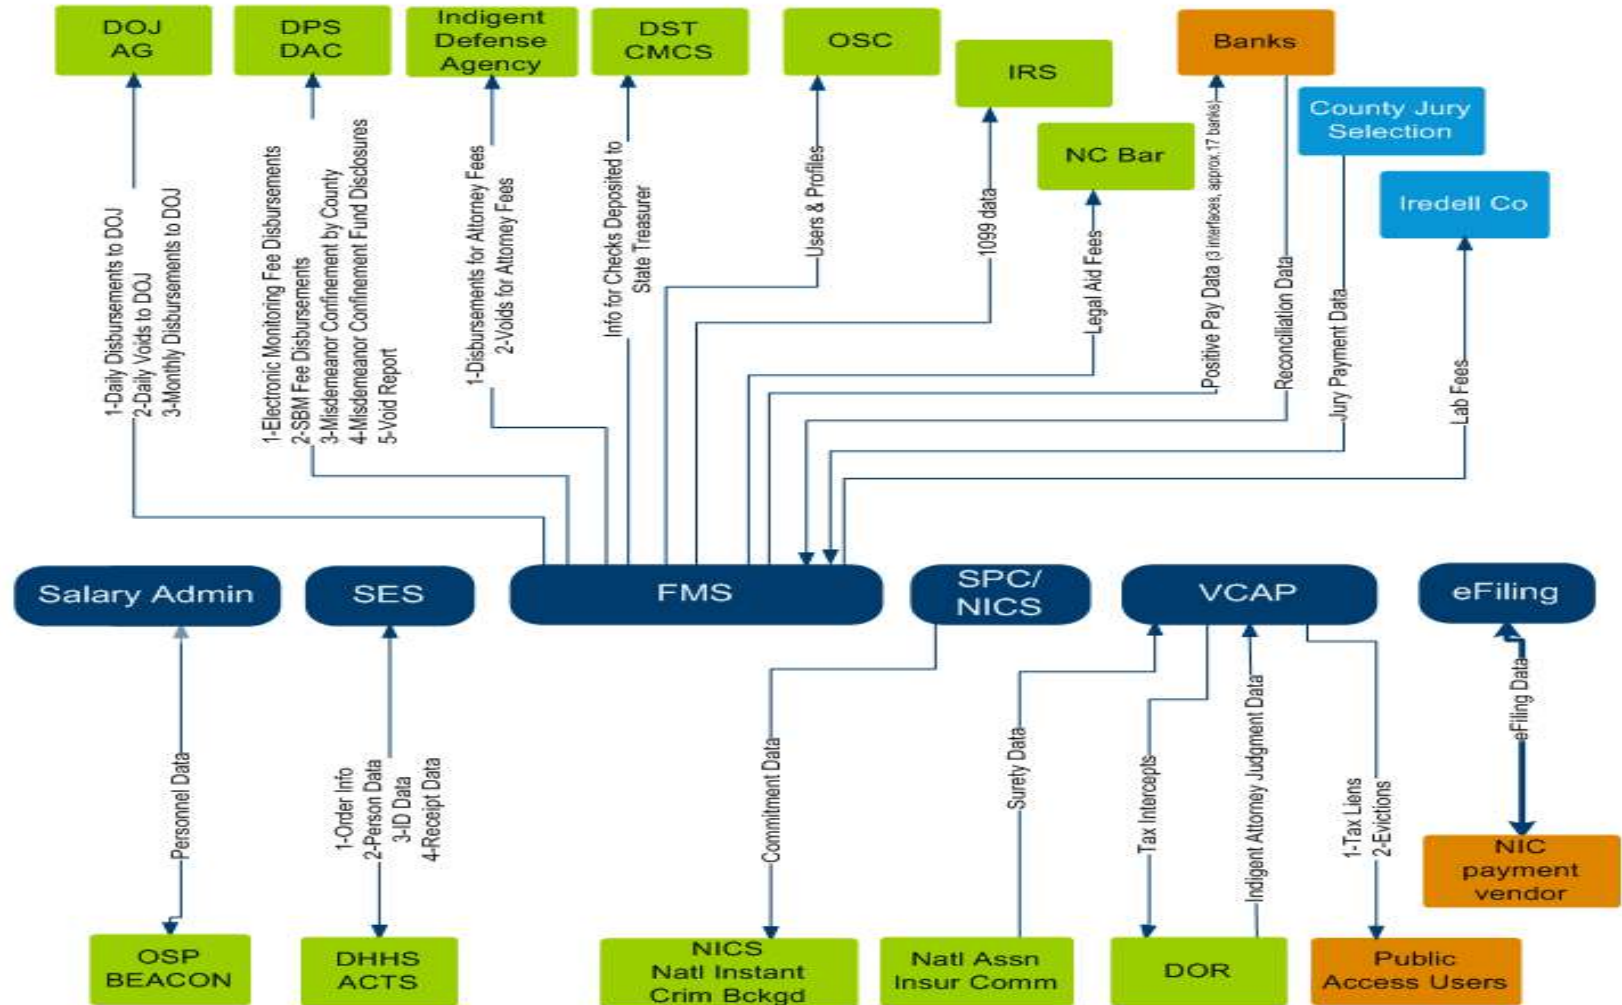 DOJ
AG
DPS
DAC
Indigent
Defense
Agency
DST
CMCS
OSC
IRS
NC Bar
Banks
County Jury
Selection
Iredell Co
1-Daily Disbursements to DOJ
2-Daily Voids to DOJ
3-Monthly Disbursements to DOJ
1-Electronic Monitoring Fee Disbursements
2-SBM Fee Disbursements
3-Misdemeanor Confinement by County
4-Misdemeanor Confinement Fund Disclosures
5-Void Report
1-Disbursements for Attorney Fees
2-Voids for Attorney Fees
Info for Checks Deposited to
State Treasurer
Users & Profiles
1099 data
Legal Aid Fees
Positive Pay Data (3 interfaces, approx.17 banks)
Reconciliation Data
Jury Payment Data
Lab Fees
Salary Admin
SES
FMS
SPC/
NICS
VCAP
eFiling
Personnel Data
1-Order Info
2-Person Data
3-ID Data
4-Receipt Data
Commitment Data
Surety Data
Tax Intercepts
Indigent Attorney Judgment Data
1-Tax Liens
2-Evictions
eFiling Data
NIC
payment
vendor
OSP
BEACON
DHHS
ACTS
NICS
Natl Instant
Crim Bckgd
Natl Assn
Insur Comm
DOR
Public
Access Users